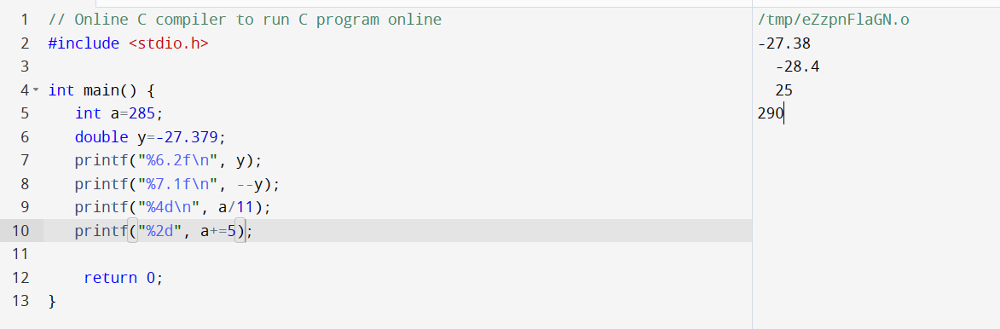 1 // Online C compiler to run C program online
2 #include <stdio.h>
3
4 int main() {
5    int a=285;
6    double y=-27.379;
7    printf("%6.2f\n", y);
8    printf("%7.1f\n", --y);
9    printf("%4d\n", a/11);
10    printf("%2d", a+=5);
11
12     return 0;
13 }
/tmp/eZzpnFlaGN.o
-27.38
  -28.4
  25
290